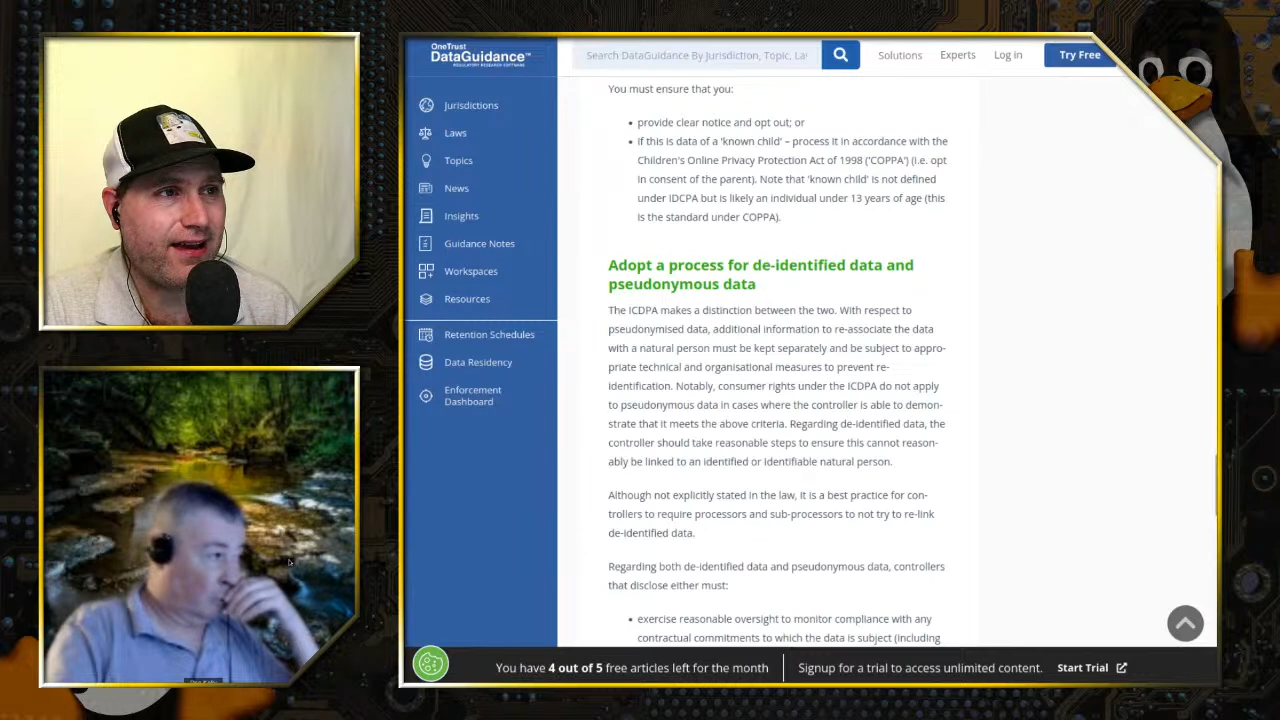 OneTrust
DataGuidance™
REGULATORY RESEARCH SOFTWARE
Search DataGuidance By Jurisdiction, Topic, La
Solutions
Experts
Log in
Try Free
Jurisdictions
Laws
Topics
News
Insights
Guidance Notes
Workspaces
Resources
Retention Schedules
Data Residency
Enforcement
Dashboard
You must ensure that you:
• provide clear notice and opt out; or
• if this is data of a 'known child' – process it in accordance with the
Children's Online Privacy Protection Act of 1998 ('COPPA') (i.e. opt
in consent of the parent). Note that 'known child' is not defined
under IDCPA but is likely an individual under 13 years of age (this
is the standard under COPPA).
Adopt a process for de-identified data and
pseudonymous data
The ICDPA makes a distinction between the two. With respect to
pseudonymised data, additional information to re-associate the data
with a natural person must be kept separately and be subject to appro-
priate technical and organisational measures to prevent re-
identification. Notably, consumer rights under the ICDPA do not apply
to pseudonymous data in cases where the controller is able to demon-
strate that it meets the above criteria. Regarding de-identified data, the
controller should take reasonable steps to ensure this cannot reason-
ably be linked to an identified or identifiable natural person.
Although not explicitly stated in the law, it is a best practice for con-
trollers to require processors and sub-processors to not try to re-link
de-identified data.
Regarding both de-identified data and pseudonymous data, controllers
that disclose either must:
• exercise reasonable oversight to monitor compliance with any
contractual commitments to which the data is subject (including
You have 4 out of 5 free articles left for the month
Signup for a trial to access unlimited content.
Start Trial